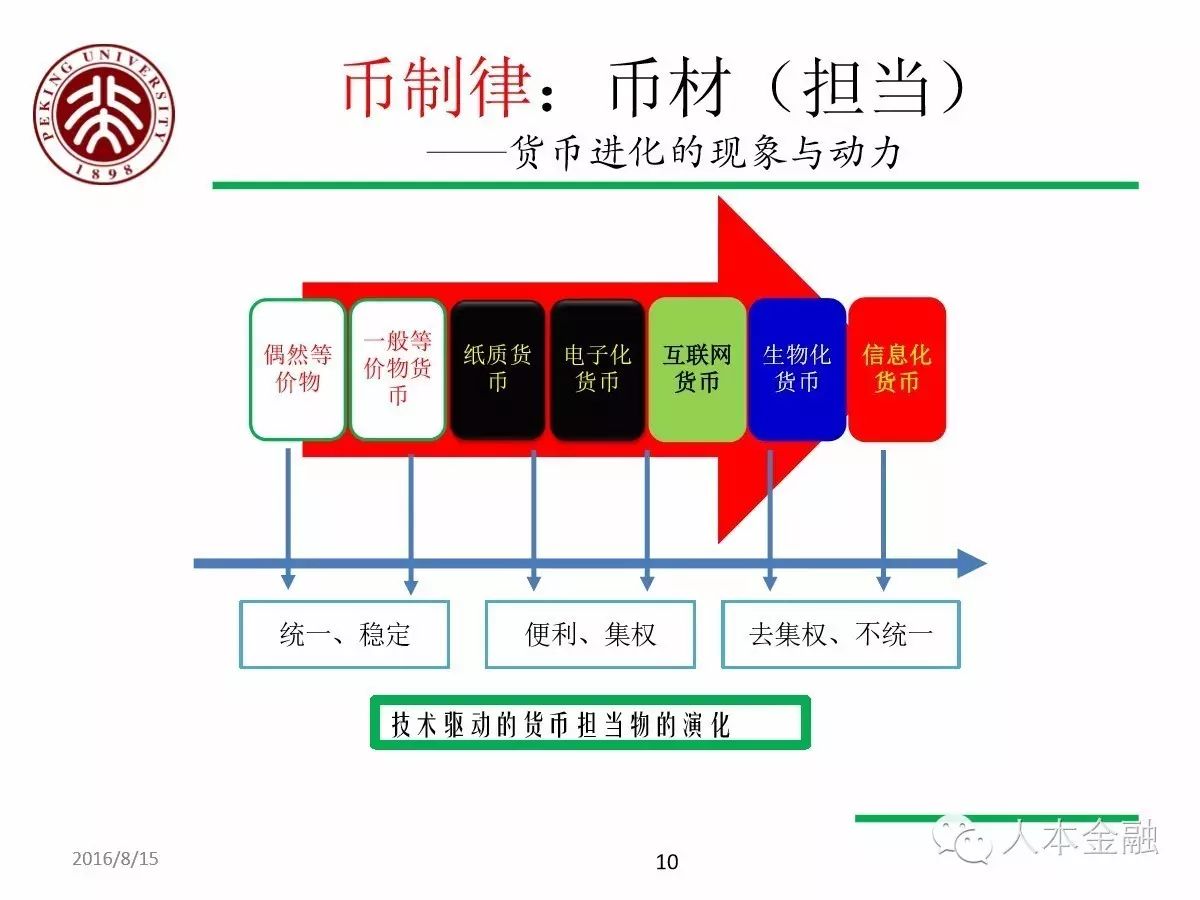 PEKING UNIVERSITY
1898
币制律：币材（担当）
——货币进化的现象与动力
偶然等
价物
一般等
价物货
币
纸质货
币
电子化
货币
互联网
货币
生物化
货币
信息化
货币
统一、稳定
便利、集权
去集权、不统一
技术驱动的货币担当物的演化
人本金融
2016/8/15
10